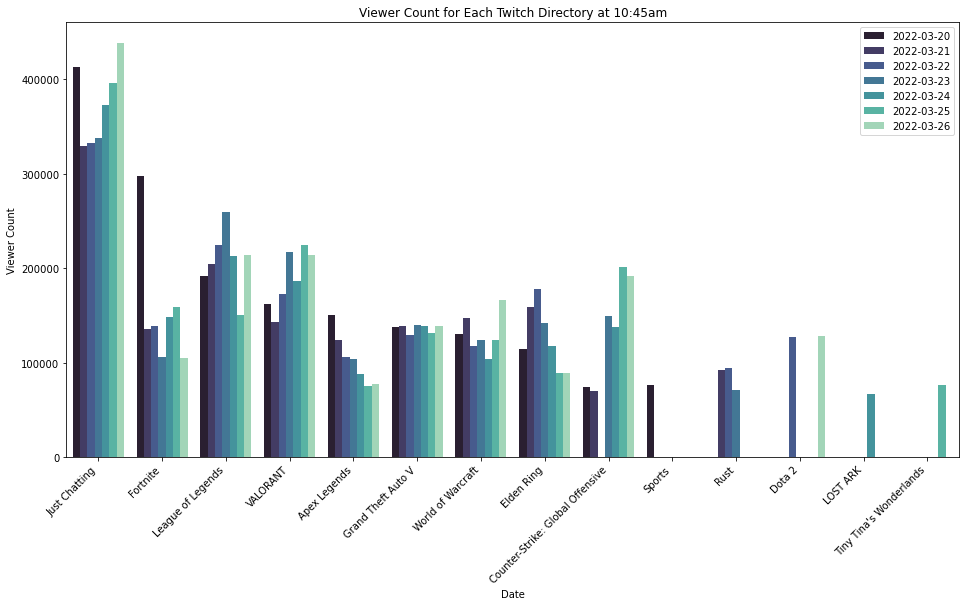 Viewer Count for Each Twitch Directory at 10:45am
2022-03-20
2022-03-21
2022-03-22
2022-03-23
2022-03-24
2022-03-25
2022-03-26
Viewer Count
400000
300000
200000
100000
0
Just Chatting
Fortnite
League of Legends
VALORANT
Apex Legends
Grand Theft Auto V
World of Warcraft
Elden Ring
Counter-Strike: Global Offensive
Sports
Rust
Dota 2
LOST ARK
Tiny Tina's Wonderlands
Date